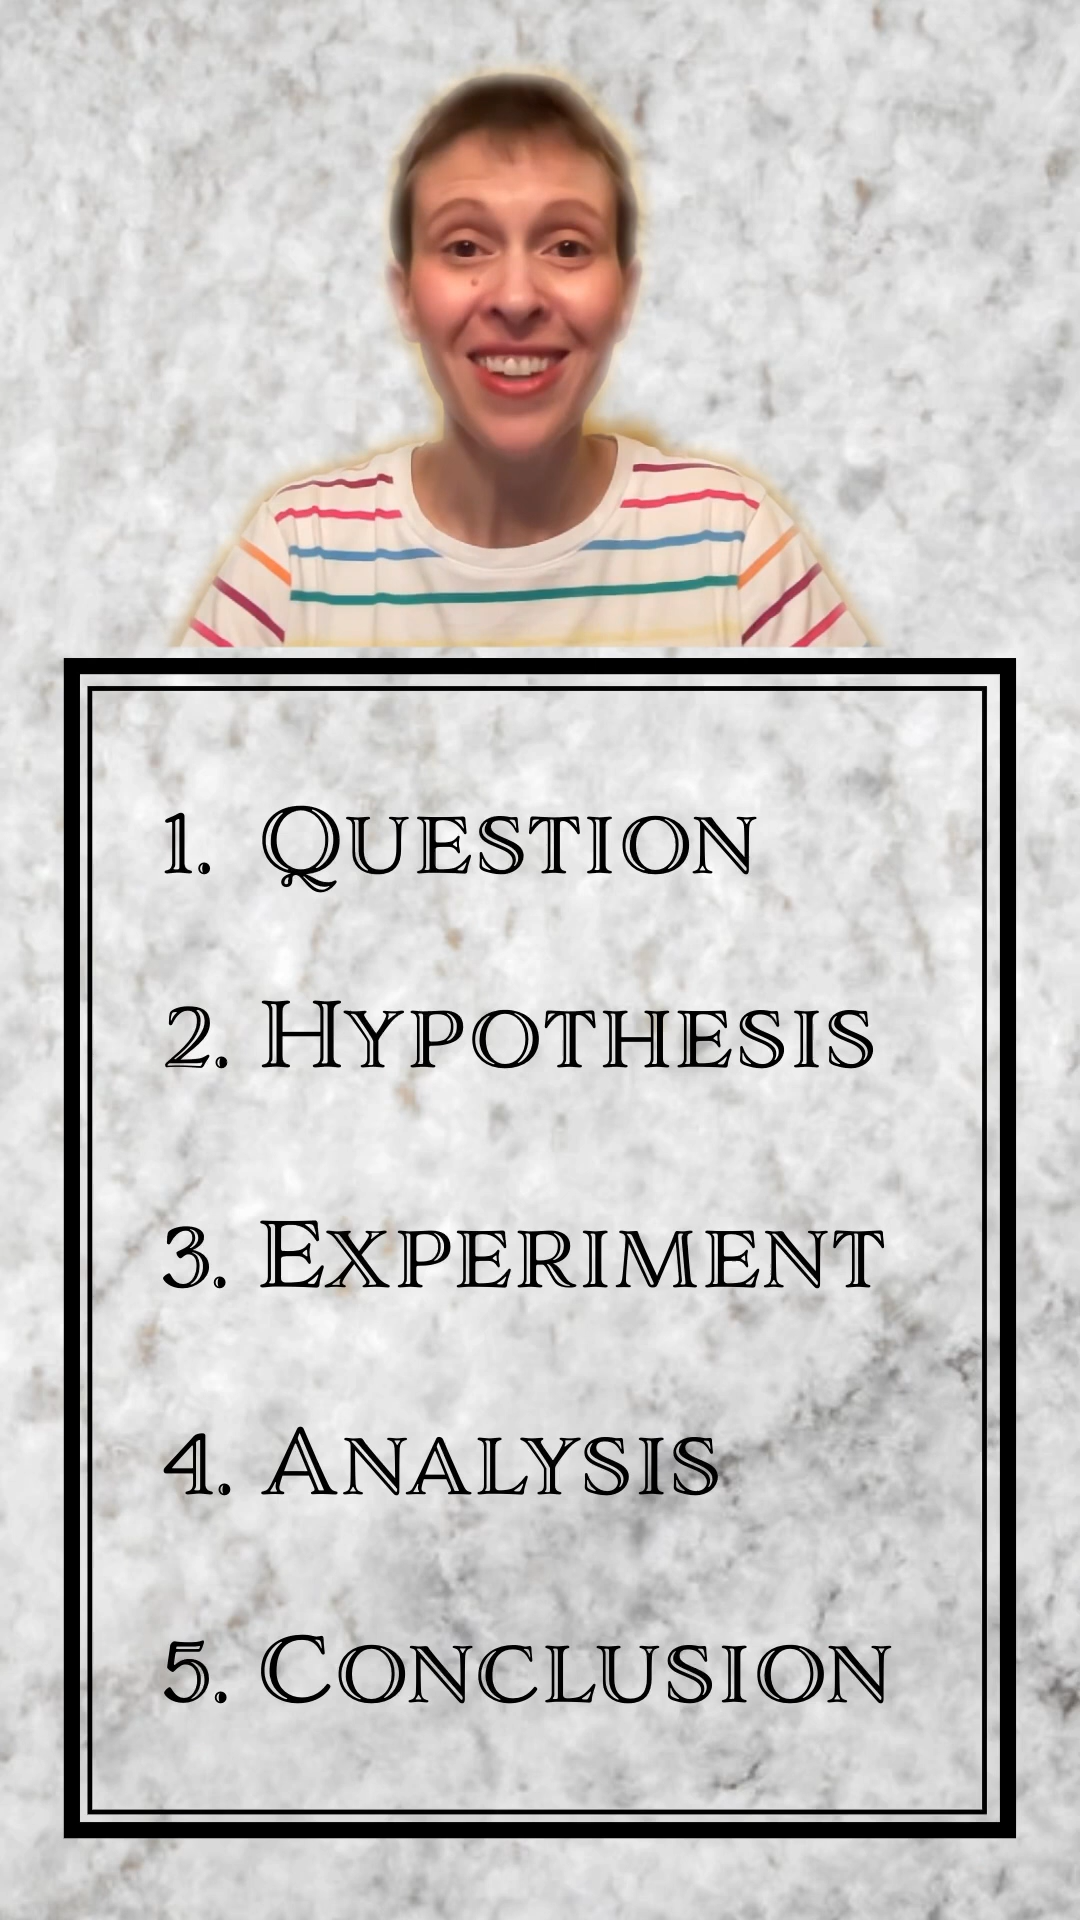 1. Question
2. Hypothesis
3. Experiment
4. Analysis
5. Conclusion